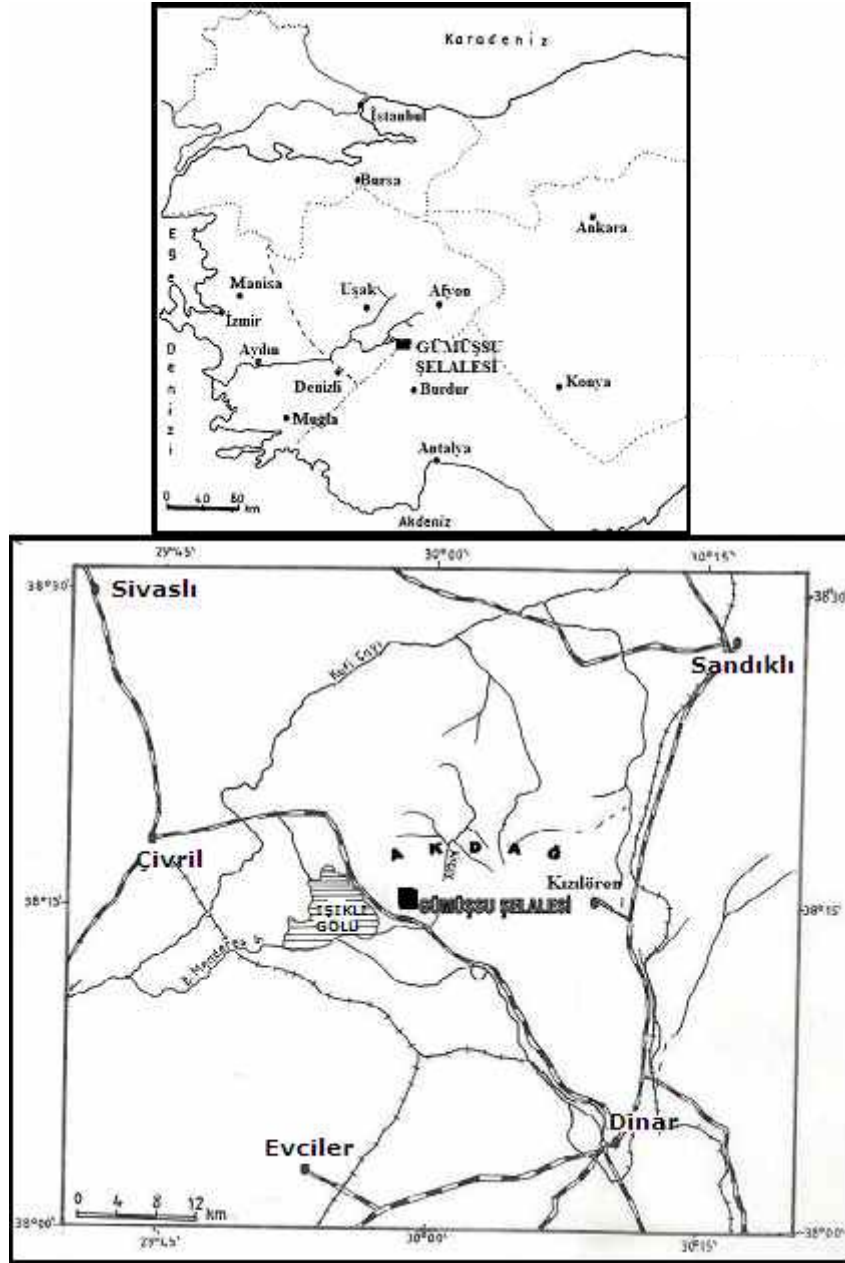 Karadeniz
İstanbul
Bursa
Ankara
Ege Denizi
Manisa
Uşak
Afyon
İzmir
Aydın
GÜMÜŞSU
ŞELALESİ
Denizli
Burdur
Konya
Muğla
Antalya
0 40 80
km
Akdeniz
29°45'
30°00'
30°15'
38°30'
38°30
Sivaslı
Sandıklı
Kufi Çayı
AKDAĞ
Çivril
Akçay
Kızılören
38°15'
38°15'
IŞIKLI
GÖLÜ
GÜMÜŞSU ŞELALESİ
B. Menderes
Dinar
Evciler
0 4 8 12
km
38°00'
38°00'
29°45'
30°00'
30°15'